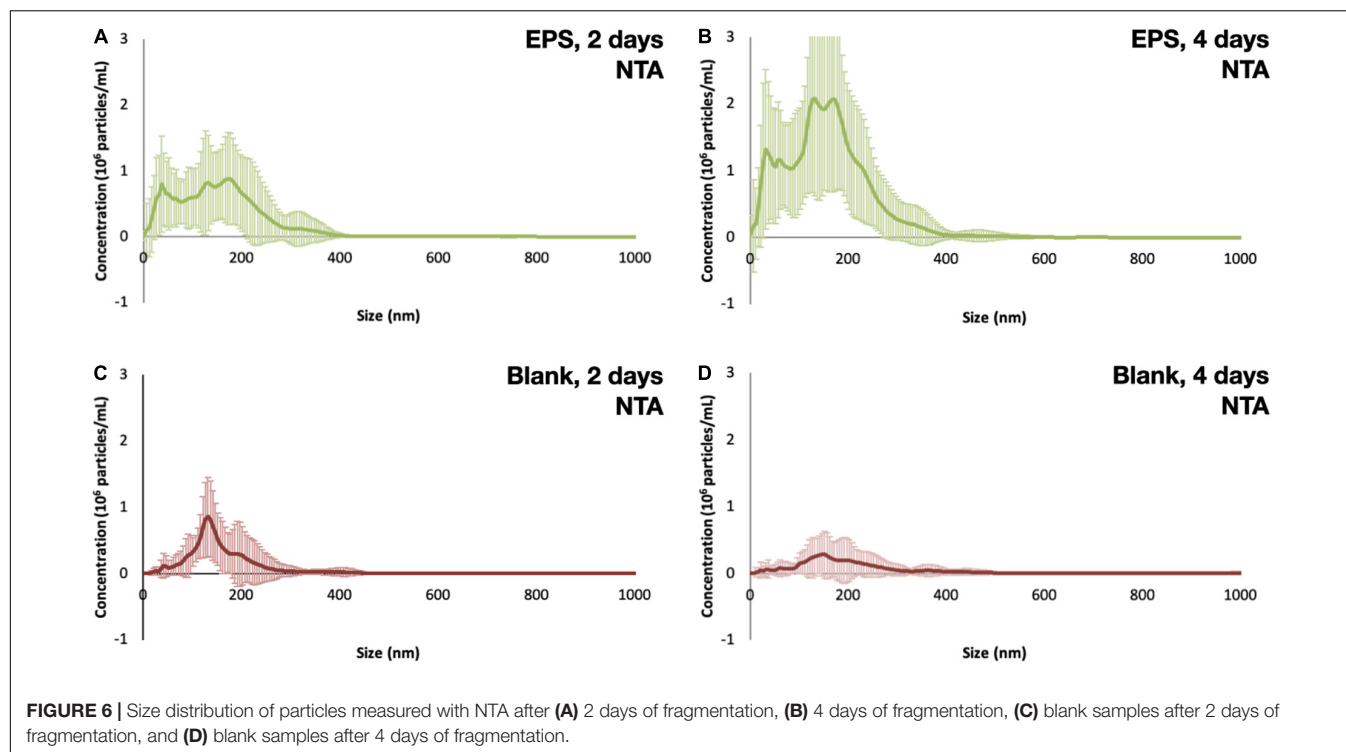 A
EPS, 2 days
NTA
Concentration (10⁶ particles/mL)
3
2
1
0
-1
0 200 400 600 800 1000
Size (nm)
B
EPS, 4 days
NTA
Concentration (10⁶ particles/mL)
3
2
1
0
-1
0 200 400 600 800 1000
Size (nm)
C
Blank, 2 days
NTA
Concentration (10⁶ particles/mL)
3
2
1
0
-1
0 200 400 600 800 1000
Size (nm)
D
Blank, 4 days
NTA
Concentration (10⁶ particles/mL)
3
2
1
0
-1
0 200 400 600 800 1000
Size (nm)
FIGURE 6 | Size distribution of particles measured with NTA after (A) 2 days of fragmentation, (B) 4 days of fragmentation, (C) blank samples after 2 days of
fragmentation, and (D) blank samples after 4 days of fragmentation.